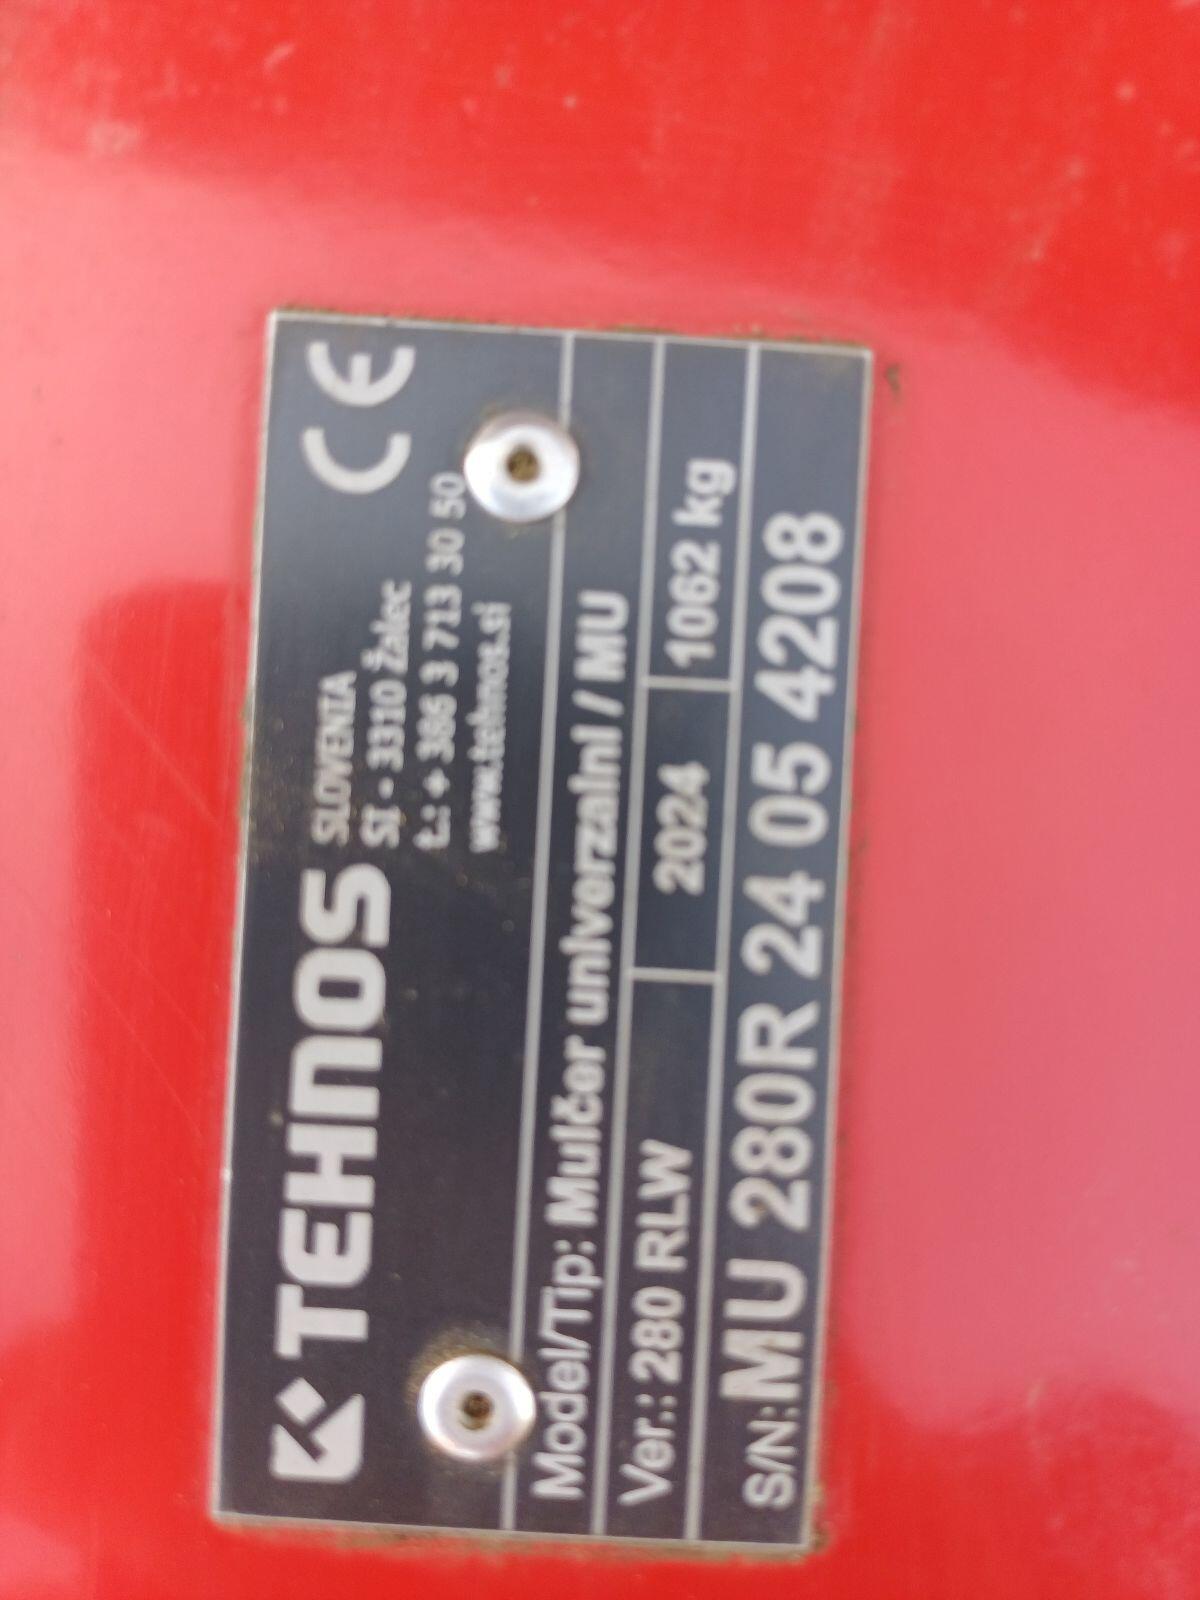 TEHNOS
SLOVENIA
SI - 3310 Žalec
t.: + 386 3 713 30 50
www.tehnos.si
CE
Model/Tip: Mulčer univerzalni / MU
Ver.: 280 RLW 2024 1062 kg
S/N: MU 280R 24 05 4208